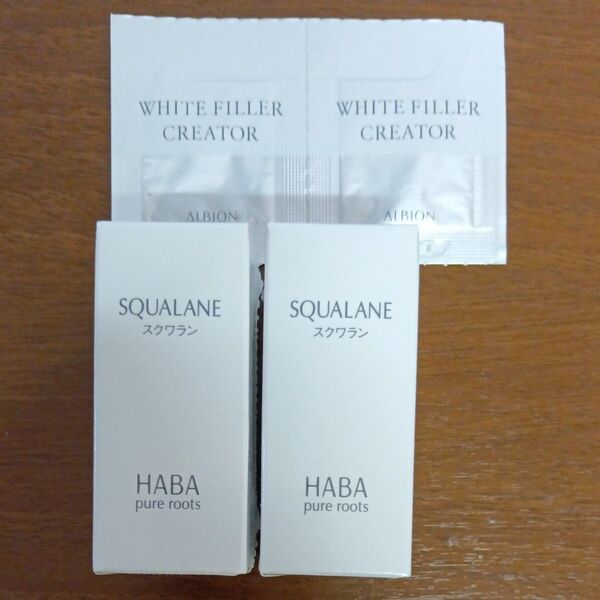 WHITE FILLER
CREATOR
ALBION
WHITE FILLER
CREATOR
ALBION
SQUALANE
スクワラン
HABA
pure roots
SQUALANE
スクワラン
HABA
pure roots